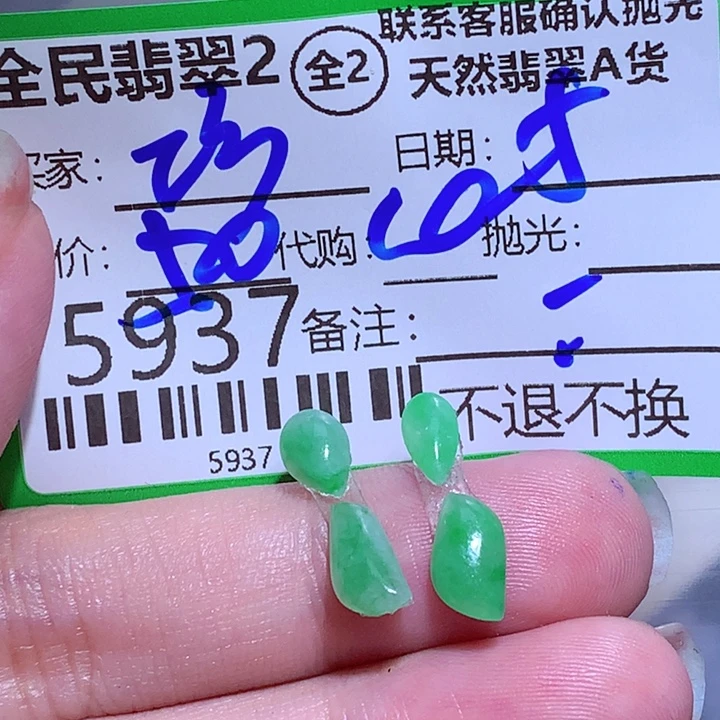 全民翡翠2 全2 联系客服确认抛光
天然翡翠A货
买家: 日期:
价: 代购: 抛光:
5937 备注:
不退不换
5937